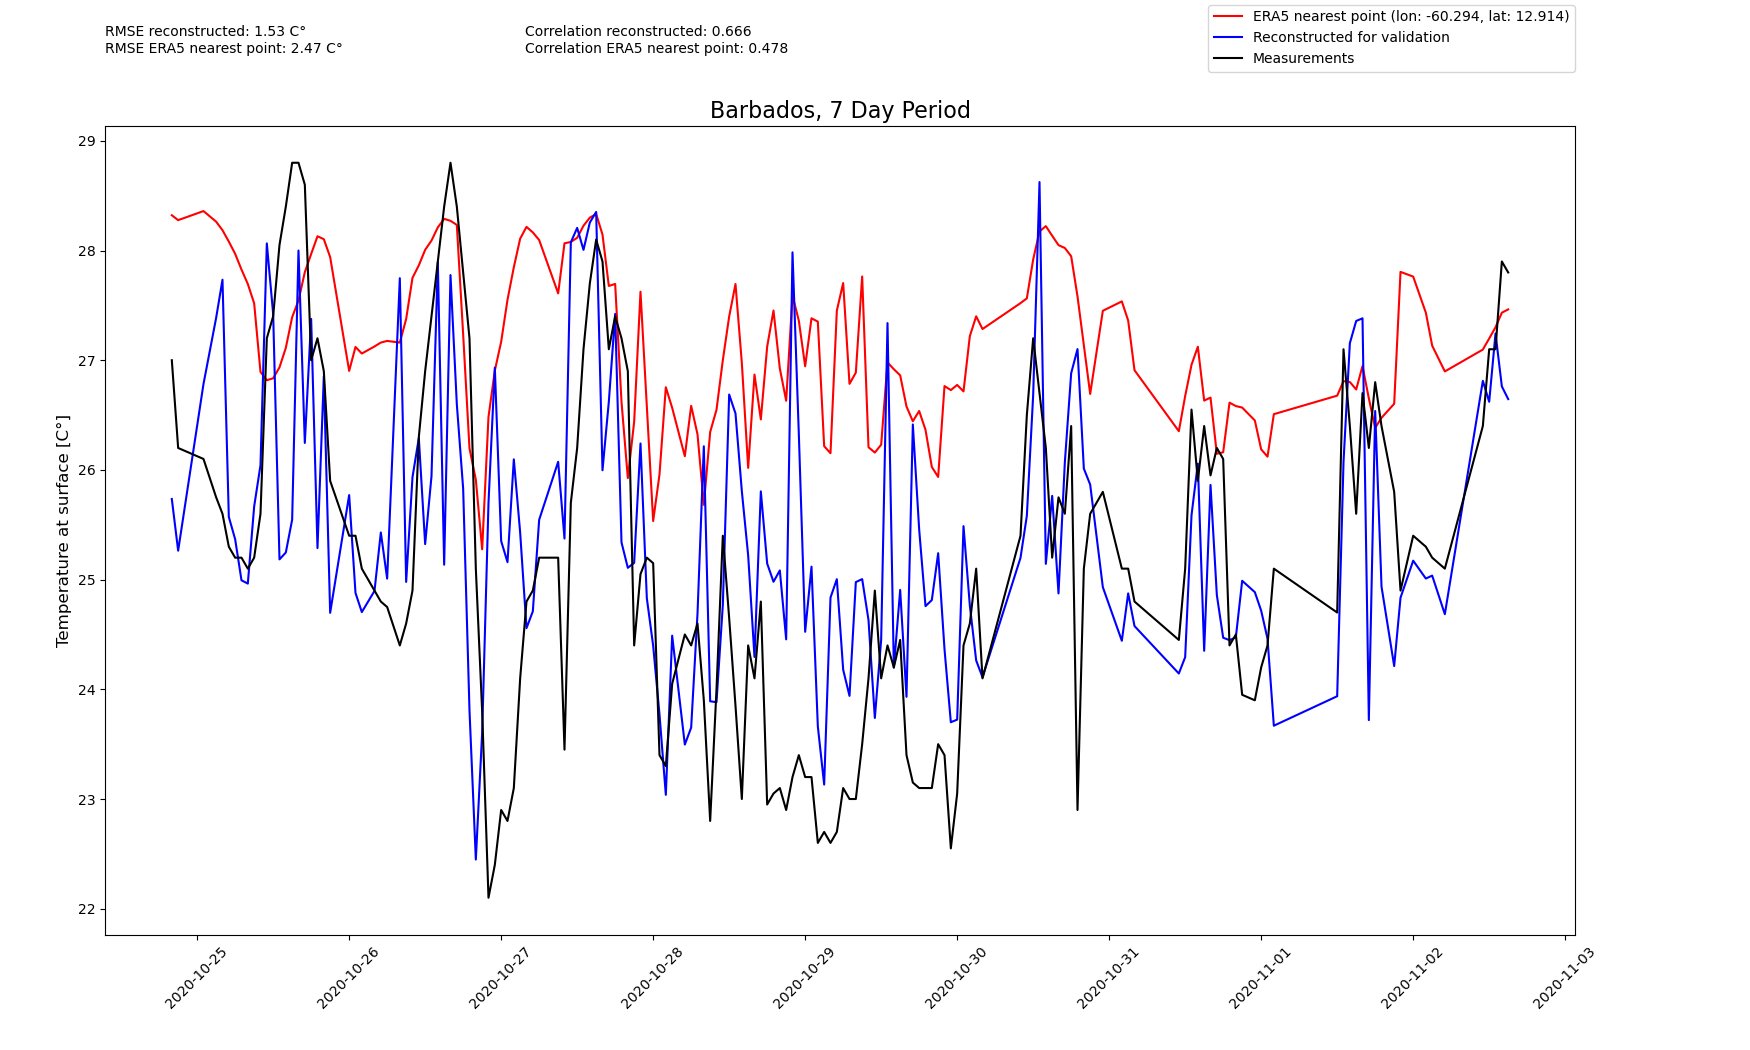 RMSE reconstructed: 1.53 C°
RMSE ERA5 nearest point: 2.47 C°
Correlation reconstructed: 0.666
Correlation ERA5 nearest point: 0.478
ERA5 nearest point (lon: -60.294, lat: 12.914)
Reconstructed for validation
Measurements
Barbados, 7 Day Period
Temperature at surface [C°]
29
28
27
26
25
24
23
22
2020-10-25
2020-10-26
2020-10-27
2020-10-28
2020-10-29
2020-10-30
2020-10-31
2020-11-01
2020-11-02
2020-11-03